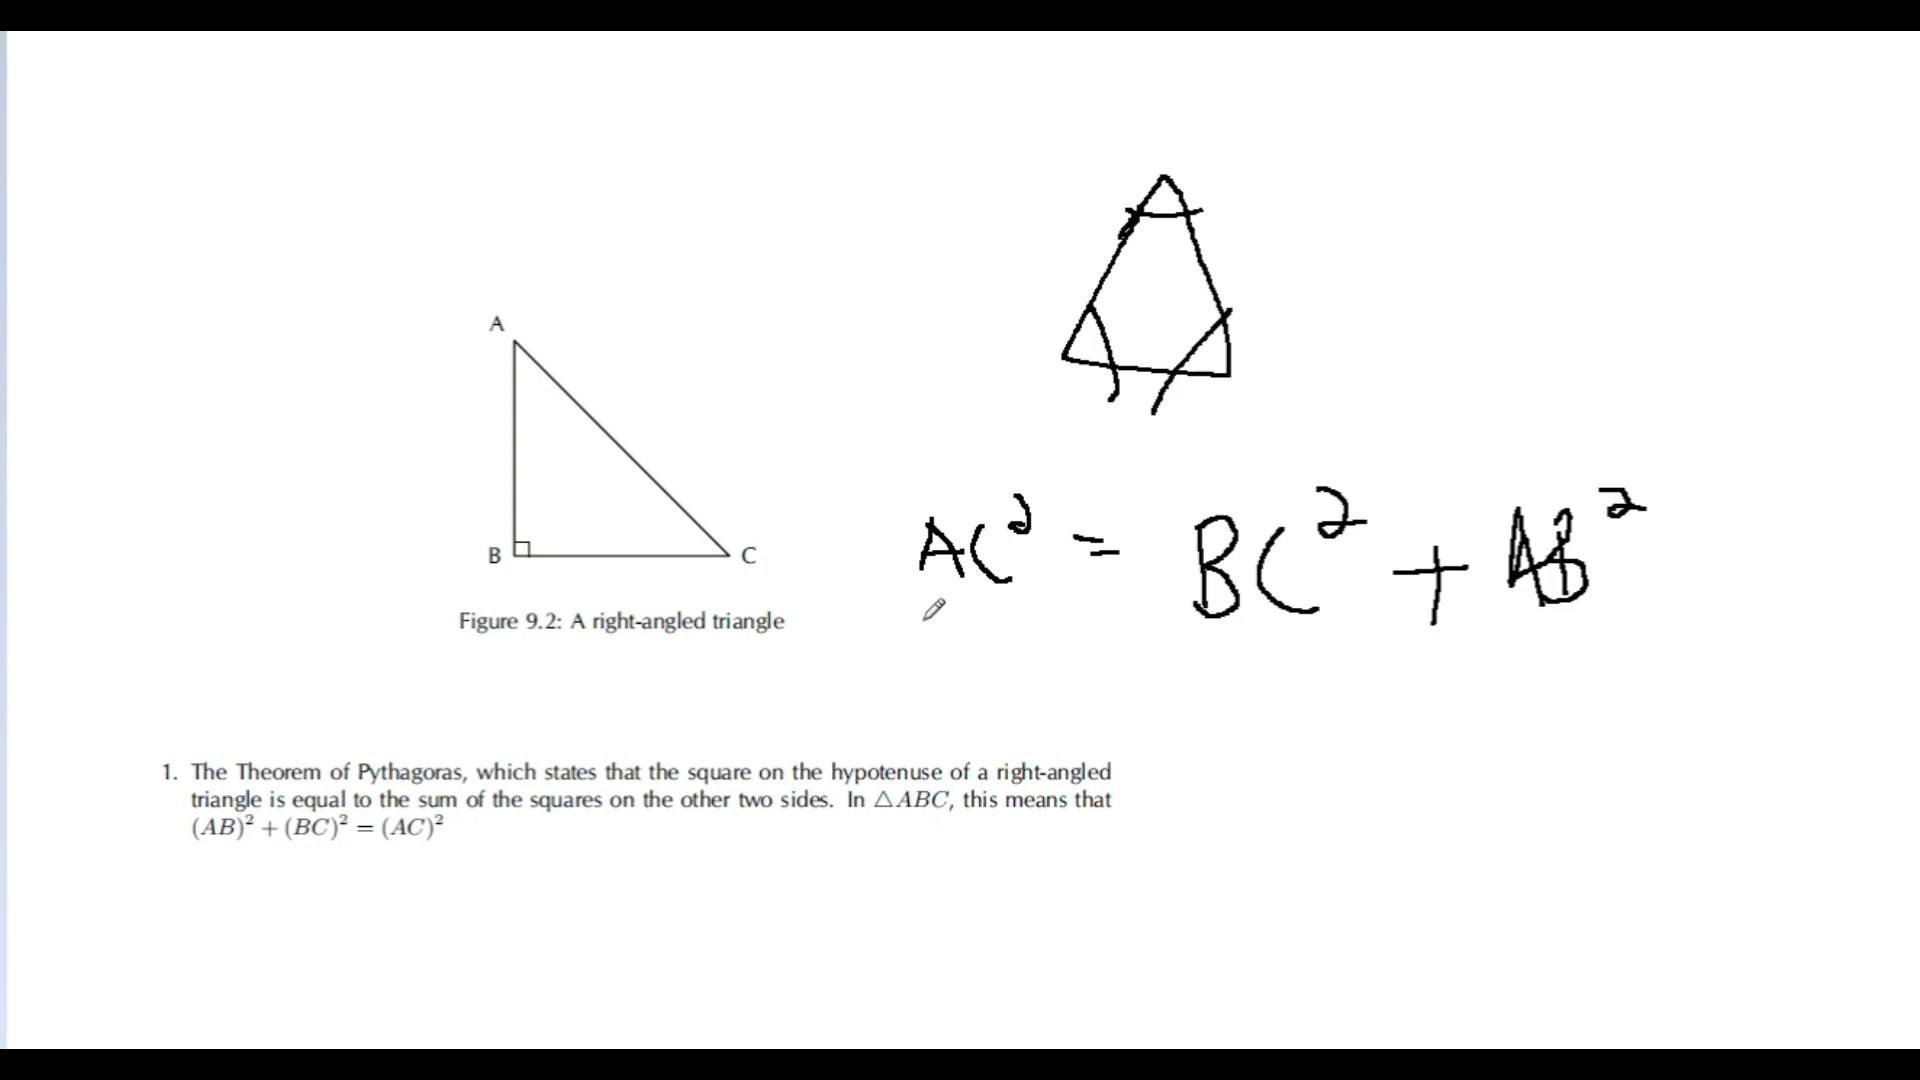 A
B
C
Figure 9.2: A right-angled triangle
AC² = BC² + AB²
1. The Theorem of Pythagoras, which states that the square on the hypotenuse of a right-angled
triangle is equal to the sum of the squares on the other two sides. In △ABC, this means that
(AB)² + (BC)² = (AC)²